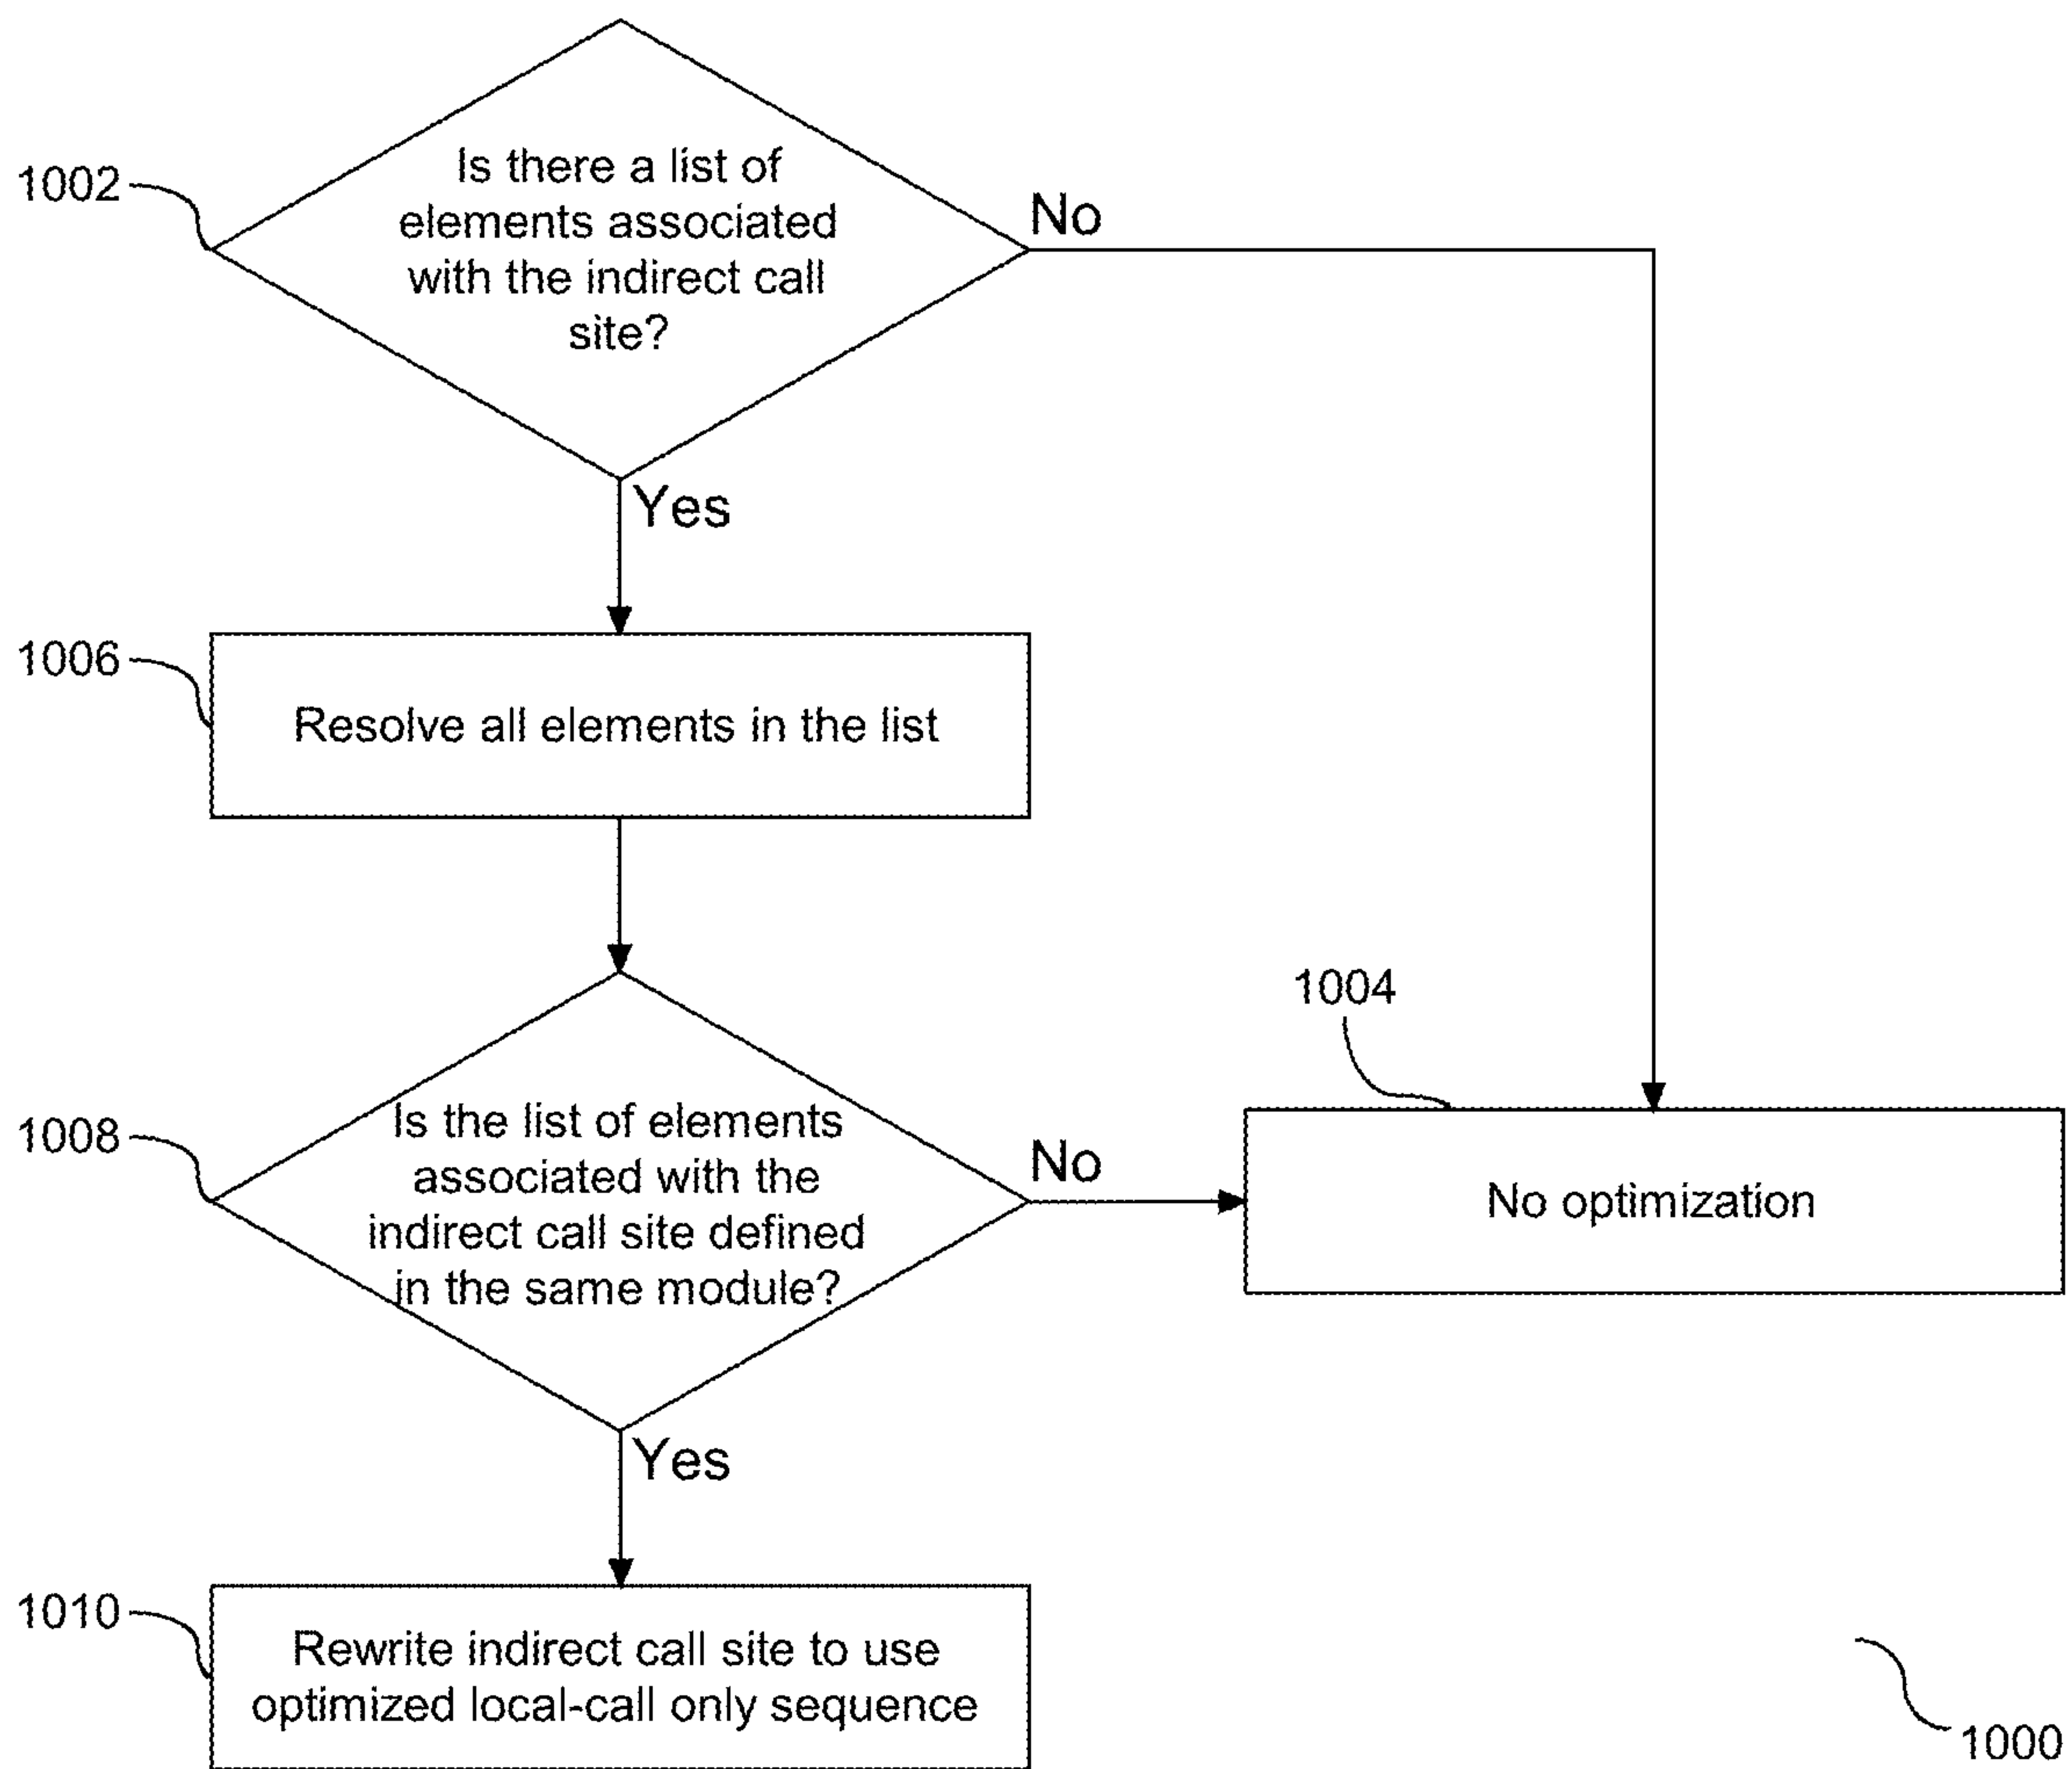 1002
Is there a list of
elements associated
with the indirect call
site?
No
Yes
1006
Resolve all elements in the list
1004
1008
Is the list of elements
associated with the
indirect call site defined
in the same module?
No
No optimization
Yes
1010
Rewrite indirect call site to use
optimized local-call only sequence
1000